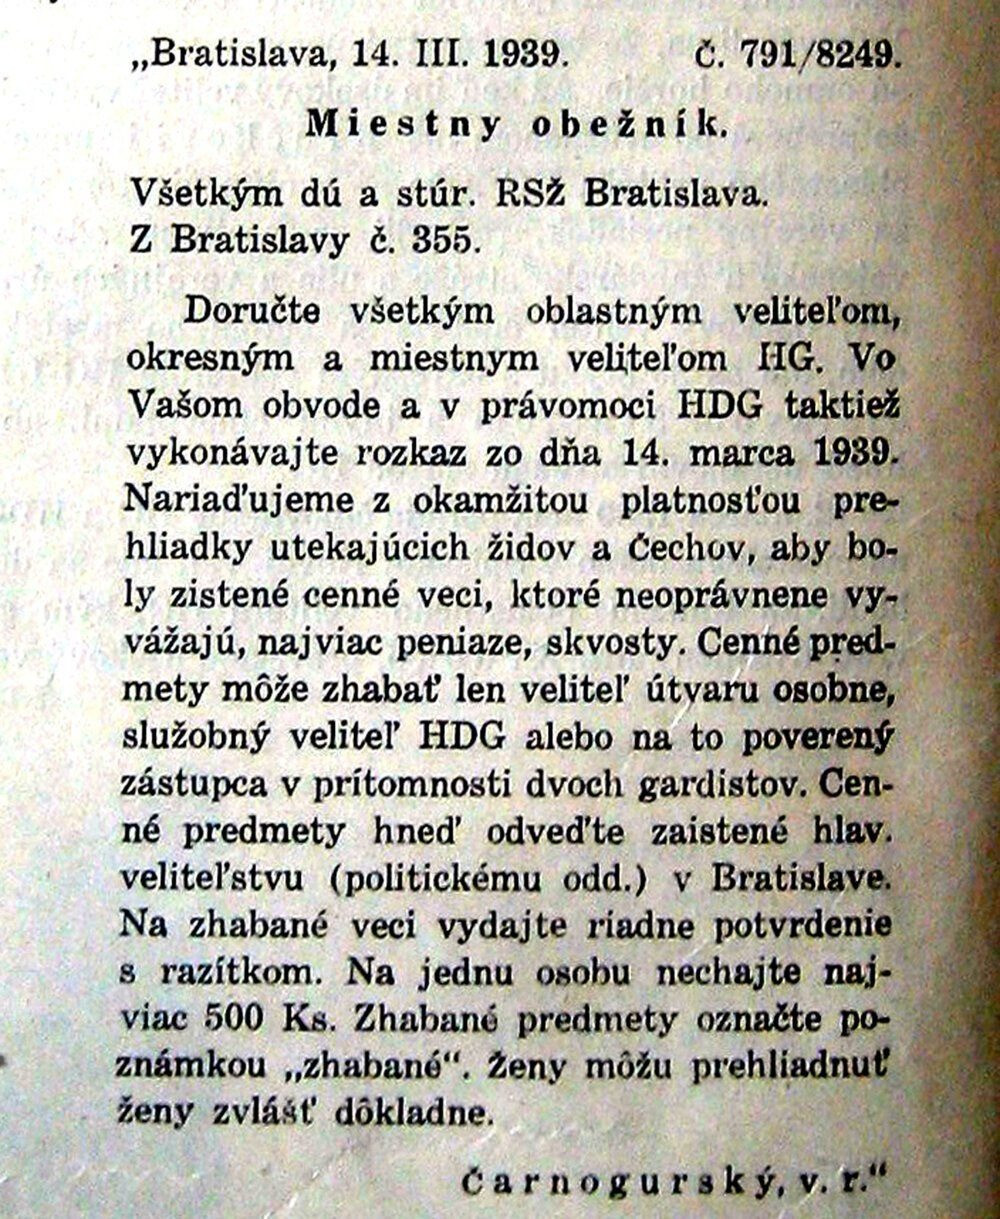 „Bratislava, 14. III. 1939. Č. 791/8249.
Miestny obežník.
Všetkým dú a stúr. RSŽ Bratislava.
Z Bratislavy č. 355.
Doručte všetkým oblastným veliteľom,
okresným a miestnym veliteľom HG. Vo
Vašom obvode a v právomoci HDG taktiež
vykonávajte rozkaz zo dňa 14. marca 1939.
Nariaďujeme z okamžitou platnosťou pre-
hliadky utekajúcich židov a Čechov, aby bo-
ly zistené cenné veci, ktoré neoprávnene vy-
vážajú, najviac peniaze, skvosty. Cenné pred-
mety môže zhabať len veliteľ útvaru osobne,
služobný veliteľ HDG alebo na to poverený
zástupca v prítomnosti dvoch gardistov. Cen-
né predmety hneď odveďte zaistené hlav.
veliteľstvu (politickému odd.) v Bratislave.
Na zhabané veci vydajte riadne potvrdenie
s razítkom. Na jednu osobu nechajte naj-
viac 500 Ks. Zhabané predmety označte po-
známkou „zhabané“. Ženy môžu prehliadnuť
ženy zvlášť dôkladne.
Čarnogurský, v. r.“